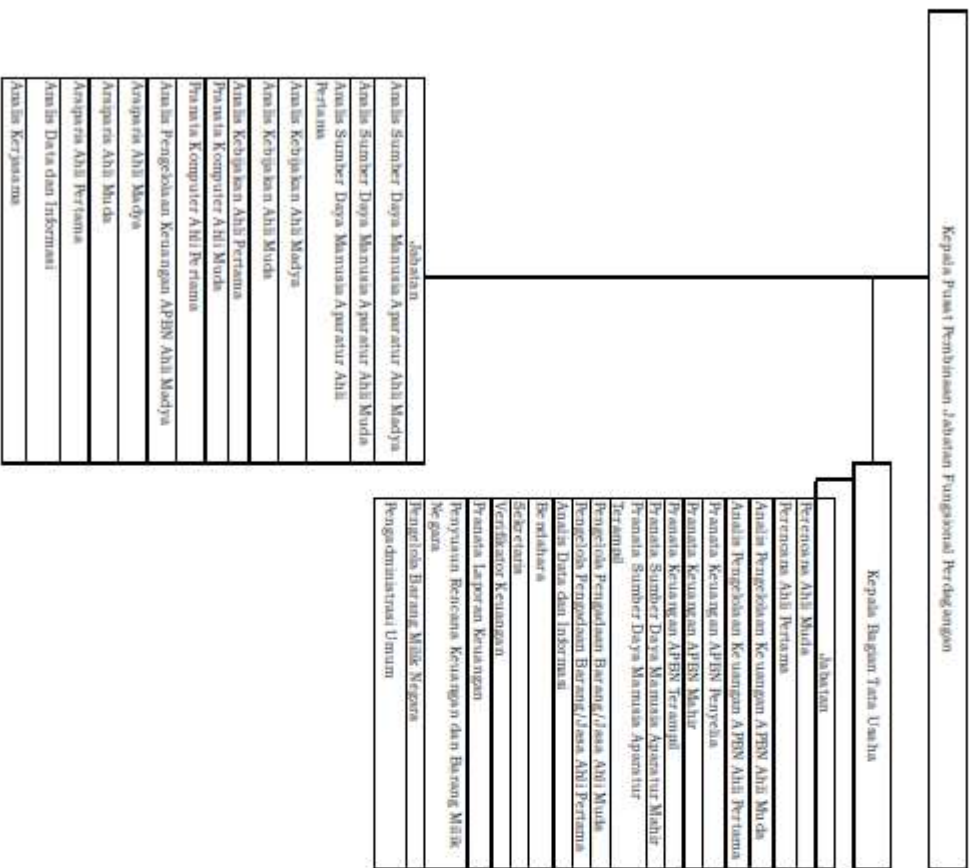 Kepala Pusat Pembinaan Jabatan Fungsional Perdagangan
Kepala Bagian Tata Usaha
Jabatan
Perencana Ahli Muda
Perencana Ahli Pertama
Analis Pengelolaan Keuangan APBN Ahli Muda
Analis Pengelolaan Keuangan APBN Ahli Pertama
Pranata Keuangan APBN Penyelia
Pranata Keuangan APBN Mahir
Pranata Keuangan APBN Terampil
Pranata Sumber Daya Manusia Aparatur Mahir
Pranata Sumber Daya Manusia Aparatur
Terampil
Pengelola Pengadaan Barang/Jasa Ahli Muda
Pengelola Pengadaan Barang/Jasa Ahli Pertama
Analis Data dan Informasi
Bendahara
Sekretaris
Verifikator Keuangan
Pranata Laporan Keuangan
Penyusun Rencana Keuangan dan Barang Milik
Negara
Pengelola Barang Milik Negara
Pengadministrasi Umum
Jabatan
Analis Sumber Daya Manusia Aparatur Ahli Madya
Analis Sumber Daya Manusia Aparatur Ahli Muda
Analis Sumber Daya Manusia Aparatur Ahli
Pertama
Analis Kebijakan Ahli Madya
Analis Kebijakan Ahli Muda
Analis Kebijakan Ahli Pertama
Pranata Komputer Ahli Muda
Pranata Komputer Ahli Pertama
Analis Pengelolaan Keuangan APBN Ahli Madya
Arsiparis Ahli Madya
Arsiparis Ahli Muda
Arsiparis Ahli Pertama
Analis Data dan Informasi
Analis Kerjasama